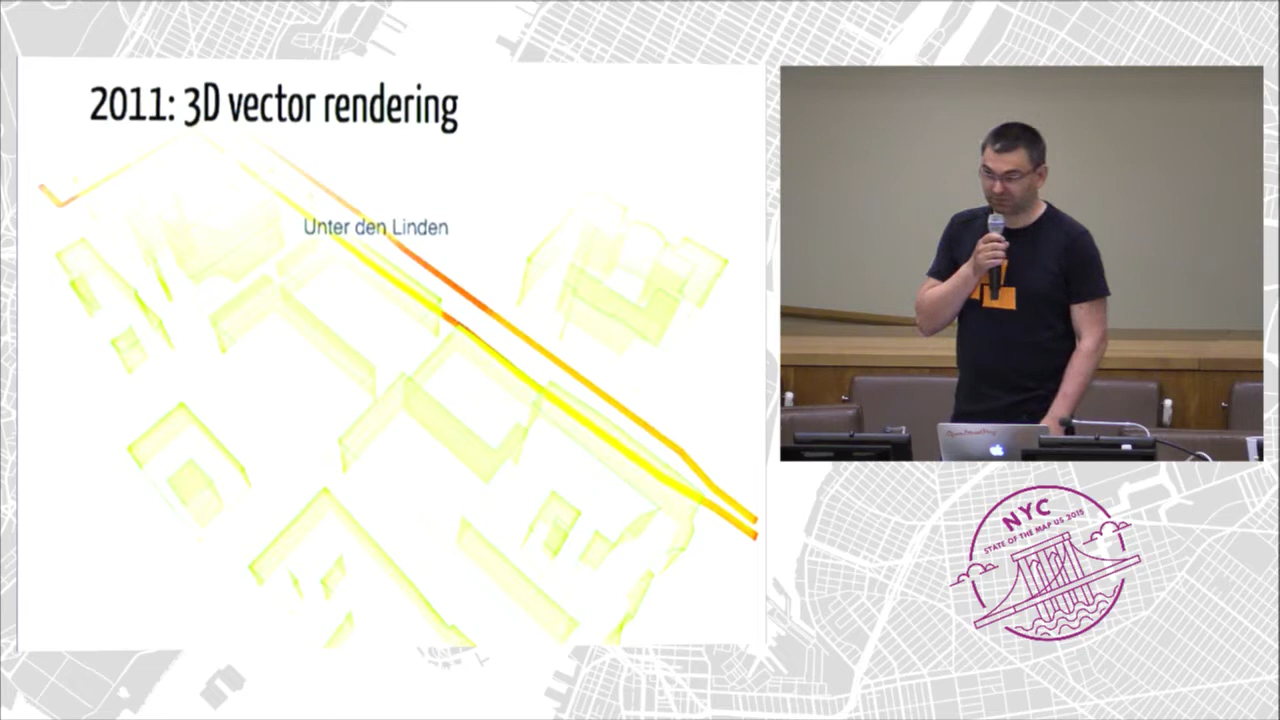 2011: 3D vector rendering
Unter den Linden
NYC
STATE OF THE MAP US 2015